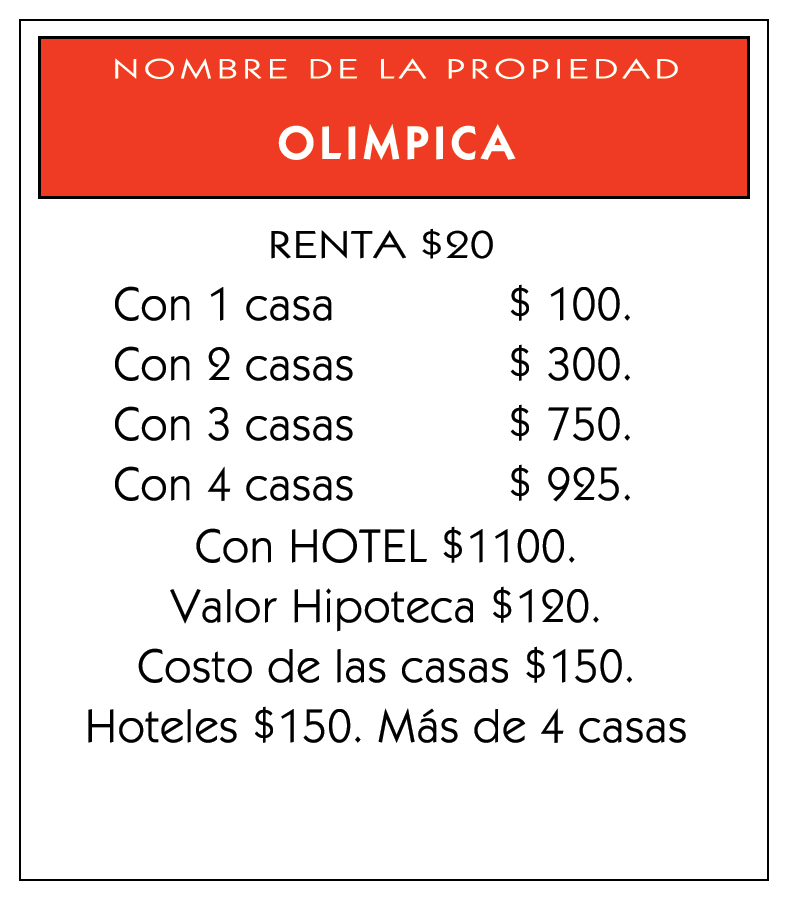 NOMBRE DE LA PROPIEDAD
OLIMPICA
RENTA $20
Con 1 casa $ 100.
Con 2 casas $ 300.
Con 3 casas $ 750.
Con 4 casas $ 925.
Con HOTEL $1100.
Valor Hipoteca $120.
Costo de las casas $150.
Hoteles $150. Más de 4 casas